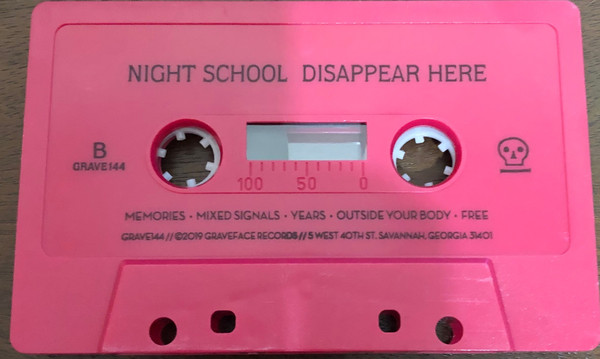 NIGHT SCHOOL DISAPPEAR HERE
B
GRAVE144
100 50 0
MEMORIES • MIXED SIGNALS • YEARS • OUTSIDE YOUR BODY • FREE
GRAVE144 // ©2019 GRAVEFACE RECORDS // 5 WEST 40TH ST. SAVANNAH, GEORGIA 31401